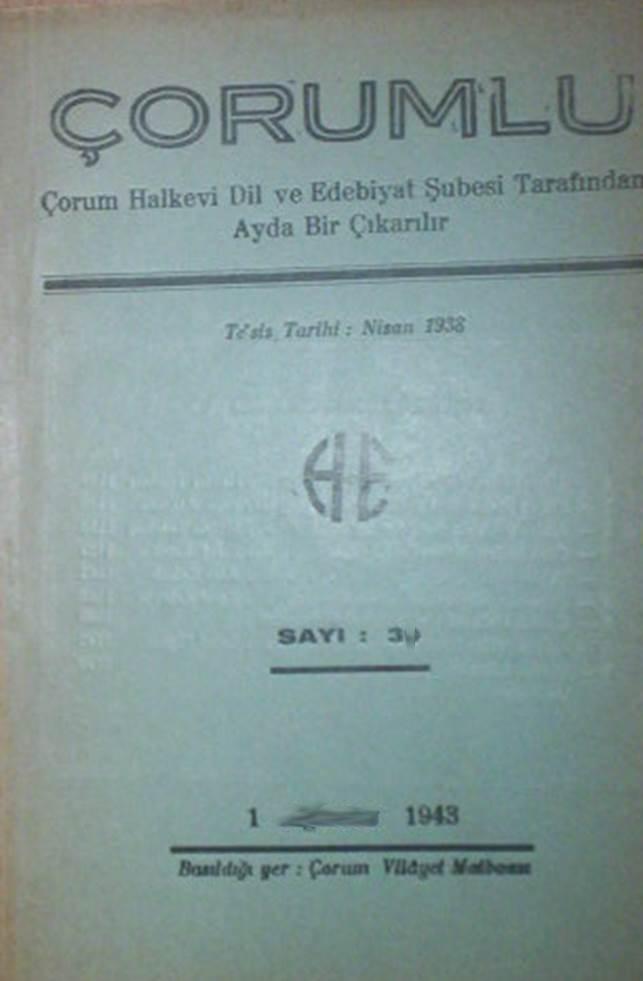 ÇORUMLU
Çorum Halkevi Dil ve Edebiyat Şubesi Tarafından
Ayda Bir Çıkarılır
Te'sis Tarihi : Nisan 1938
HE
SAYI :
1 1943
Basıldığı yer : Çorum Vilâyet Matbaası